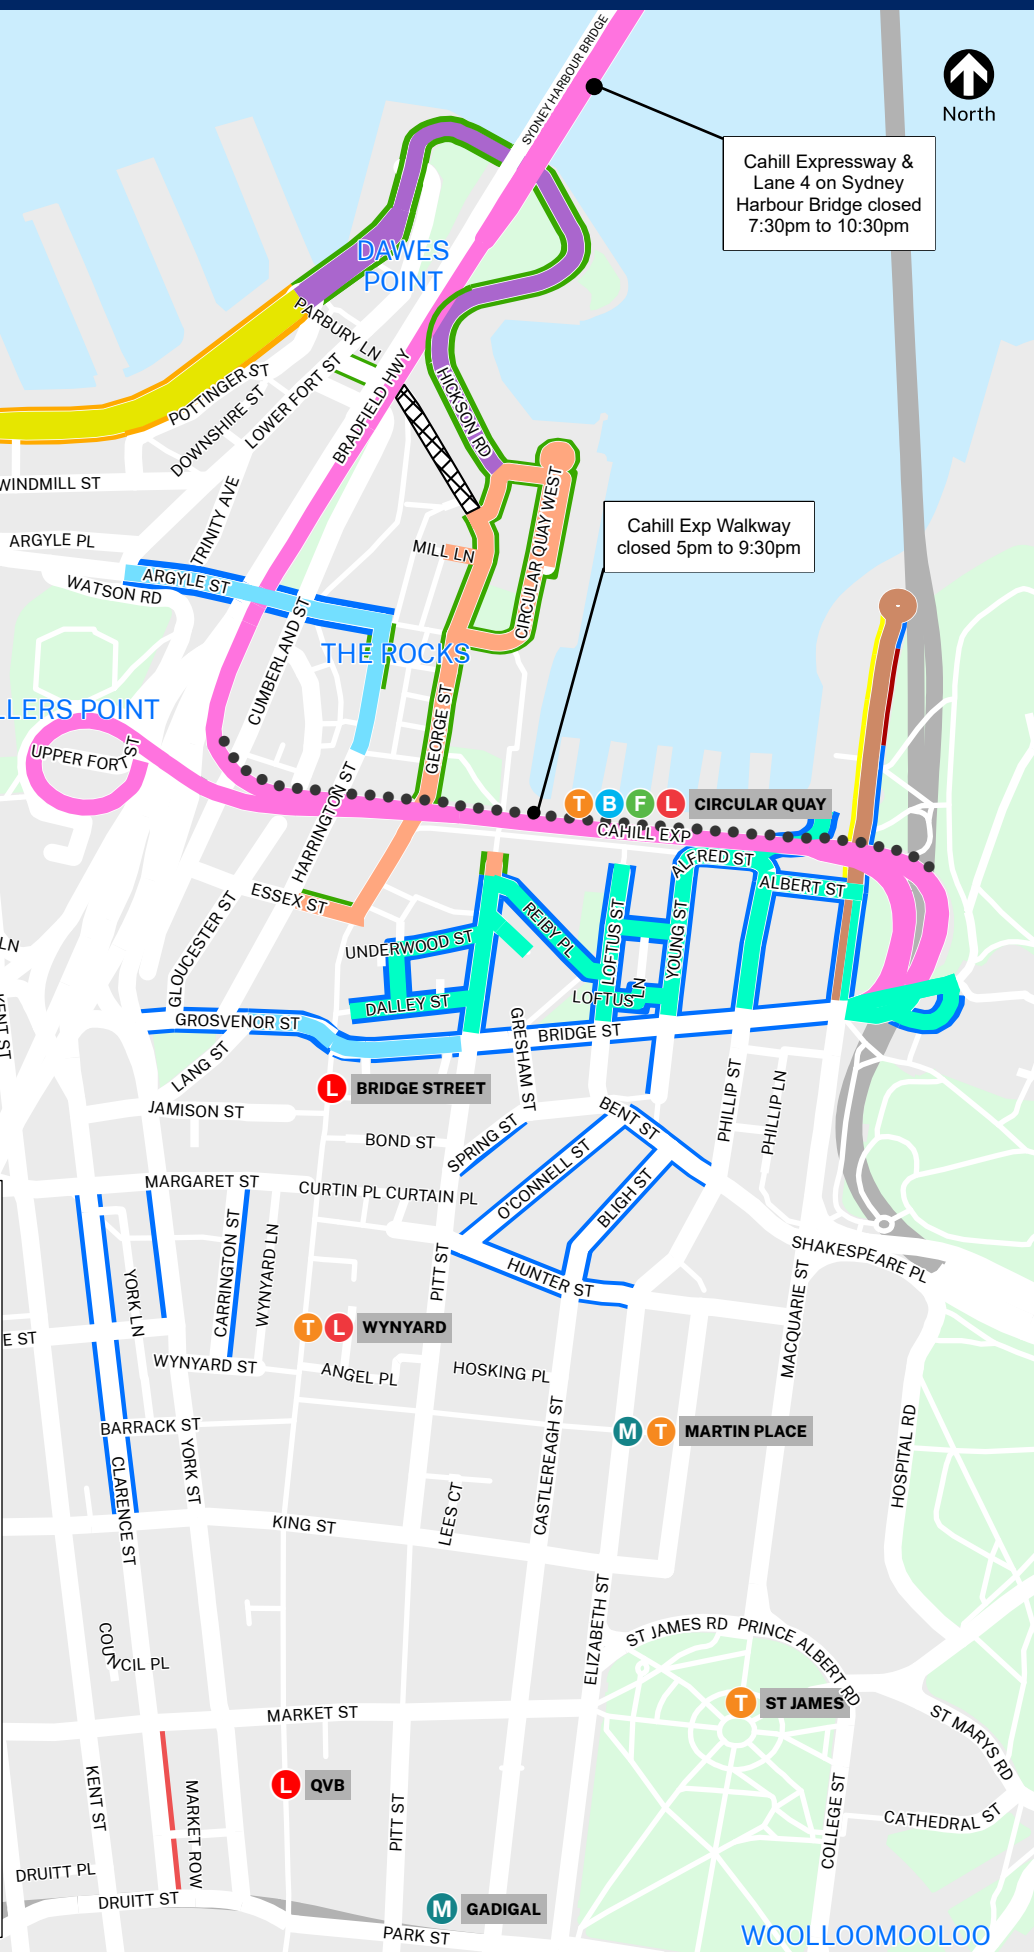 SYDNEY HARBOUR BRIDGE
North
Cahill Expressway &
Lane 4 on Sydney
Harbour Bridge closed
7:30pm to 10:30pm
DAWES
POINT
PARBURY LN
POTTINGER ST
DOWNSHIRE ST
LOWER FORT ST
BRADFIELD HWY
HICKSON RD
WINDMILL ST
TRINITY AVE
CIRCULAR QUAY WEST
Cahill Exp Walkway
closed 5pm to 9:30pm
ARGYLE PL
MILL LN
ARGYLE ST
WATSON RD
CUMBERLAND ST
THE ROCKS
LLERS POINT
GEORGE ST
UPPER FORT ST
HARRINGTON ST
T B F L CIRCULAR QUAY
CAHILL EXP
ALFRED ST
ALBERT ST
ESSEX ST
GLOUCESTER ST
REIBY PL
LOFTUS ST
YOUNG ST
UNDERWOOD ST
LN
KENT ST
DALLEY ST
LOFTUS LN
GROSVENOR ST
BRIDGE ST
GRESHAM ST
LANG ST
L BRIDGE STREET
PHILLIP ST
PHILLIP LN
JAMISON ST
BENT ST
BOND ST
SPRING ST
O'CONNELL ST
BLIGH ST
MARGARET ST
CURTIN PL CURTAIN PL
CARRINGTON ST
WYNYARD LN
YORK LN
PITT ST
HUNTER ST
SHAKESPEARE PL
MACQUARIE ST
E ST
T L WYNYARD
WYNYARD ST
ANGEL PL
HOSKING PL
BARRACK ST
YORK ST
CLARENCE ST
CASTLEREAGH ST
M T MARTIN PLACE
HOSPITAL RD
LEES CT
KING ST
ELIZABETH ST
ST JAMES RD
PRINCE ALBERT RD
COUNCIL PL
T ST JAMES
MARKET ST
ST MARYS RD
KENT ST
MARKET ROW
L QVB
PITT ST
COLLEGE ST
CATHEDRAL ST
DRUITT PL
DRUITT ST
M GADIGAL
PARK ST
WOOLLOOMOOLOO